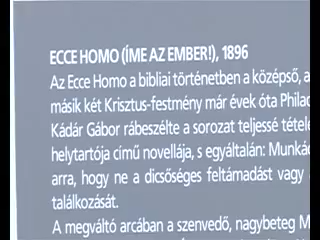 ECCE HOMO (ÍME AZ EMBER!), 1896
Az Ecce Homo a bibliai történetben a középső, a
másik két Krisztus-festmény már évek óta Philad
Kádár Gábor rábeszélte a sorozat teljessé tétel
helytartója című novellája, s egyáltalán: Munká
arra, hogy ne a dicsőséges feltámadást vagy
találkozását.
A megváltó arcában a szenvedő, nagybeteg M